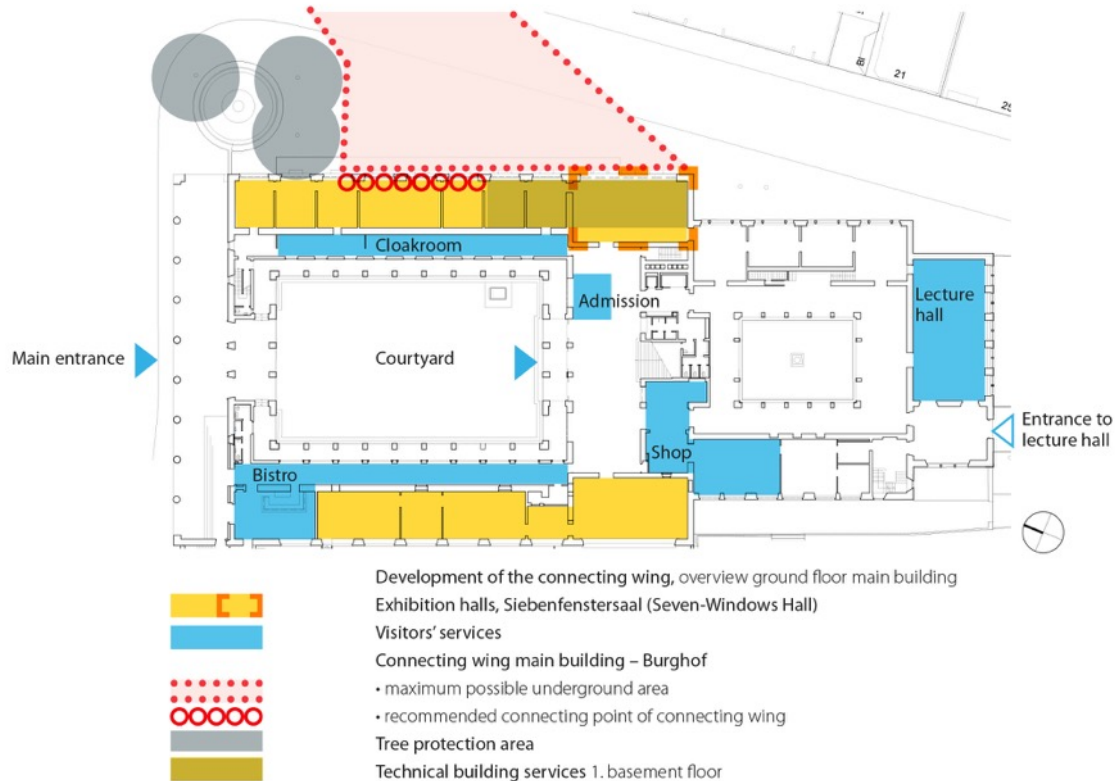 BI
21
25
Cloakroom
Admission
Lecture
hall
Main entrance
Courtyard
Entrance to
lecture hall
Shop
Bistro
Development of the connecting wing, overview ground floor main building
Exhibition halls, Siebenfenstersaal (Seven-Windows Hall)
Visitors' services
Connecting wing main building – Burghof
• maximum possible underground area
• recommended connecting point of connecting wing
Tree protection area
Technical building services 1. basement floor